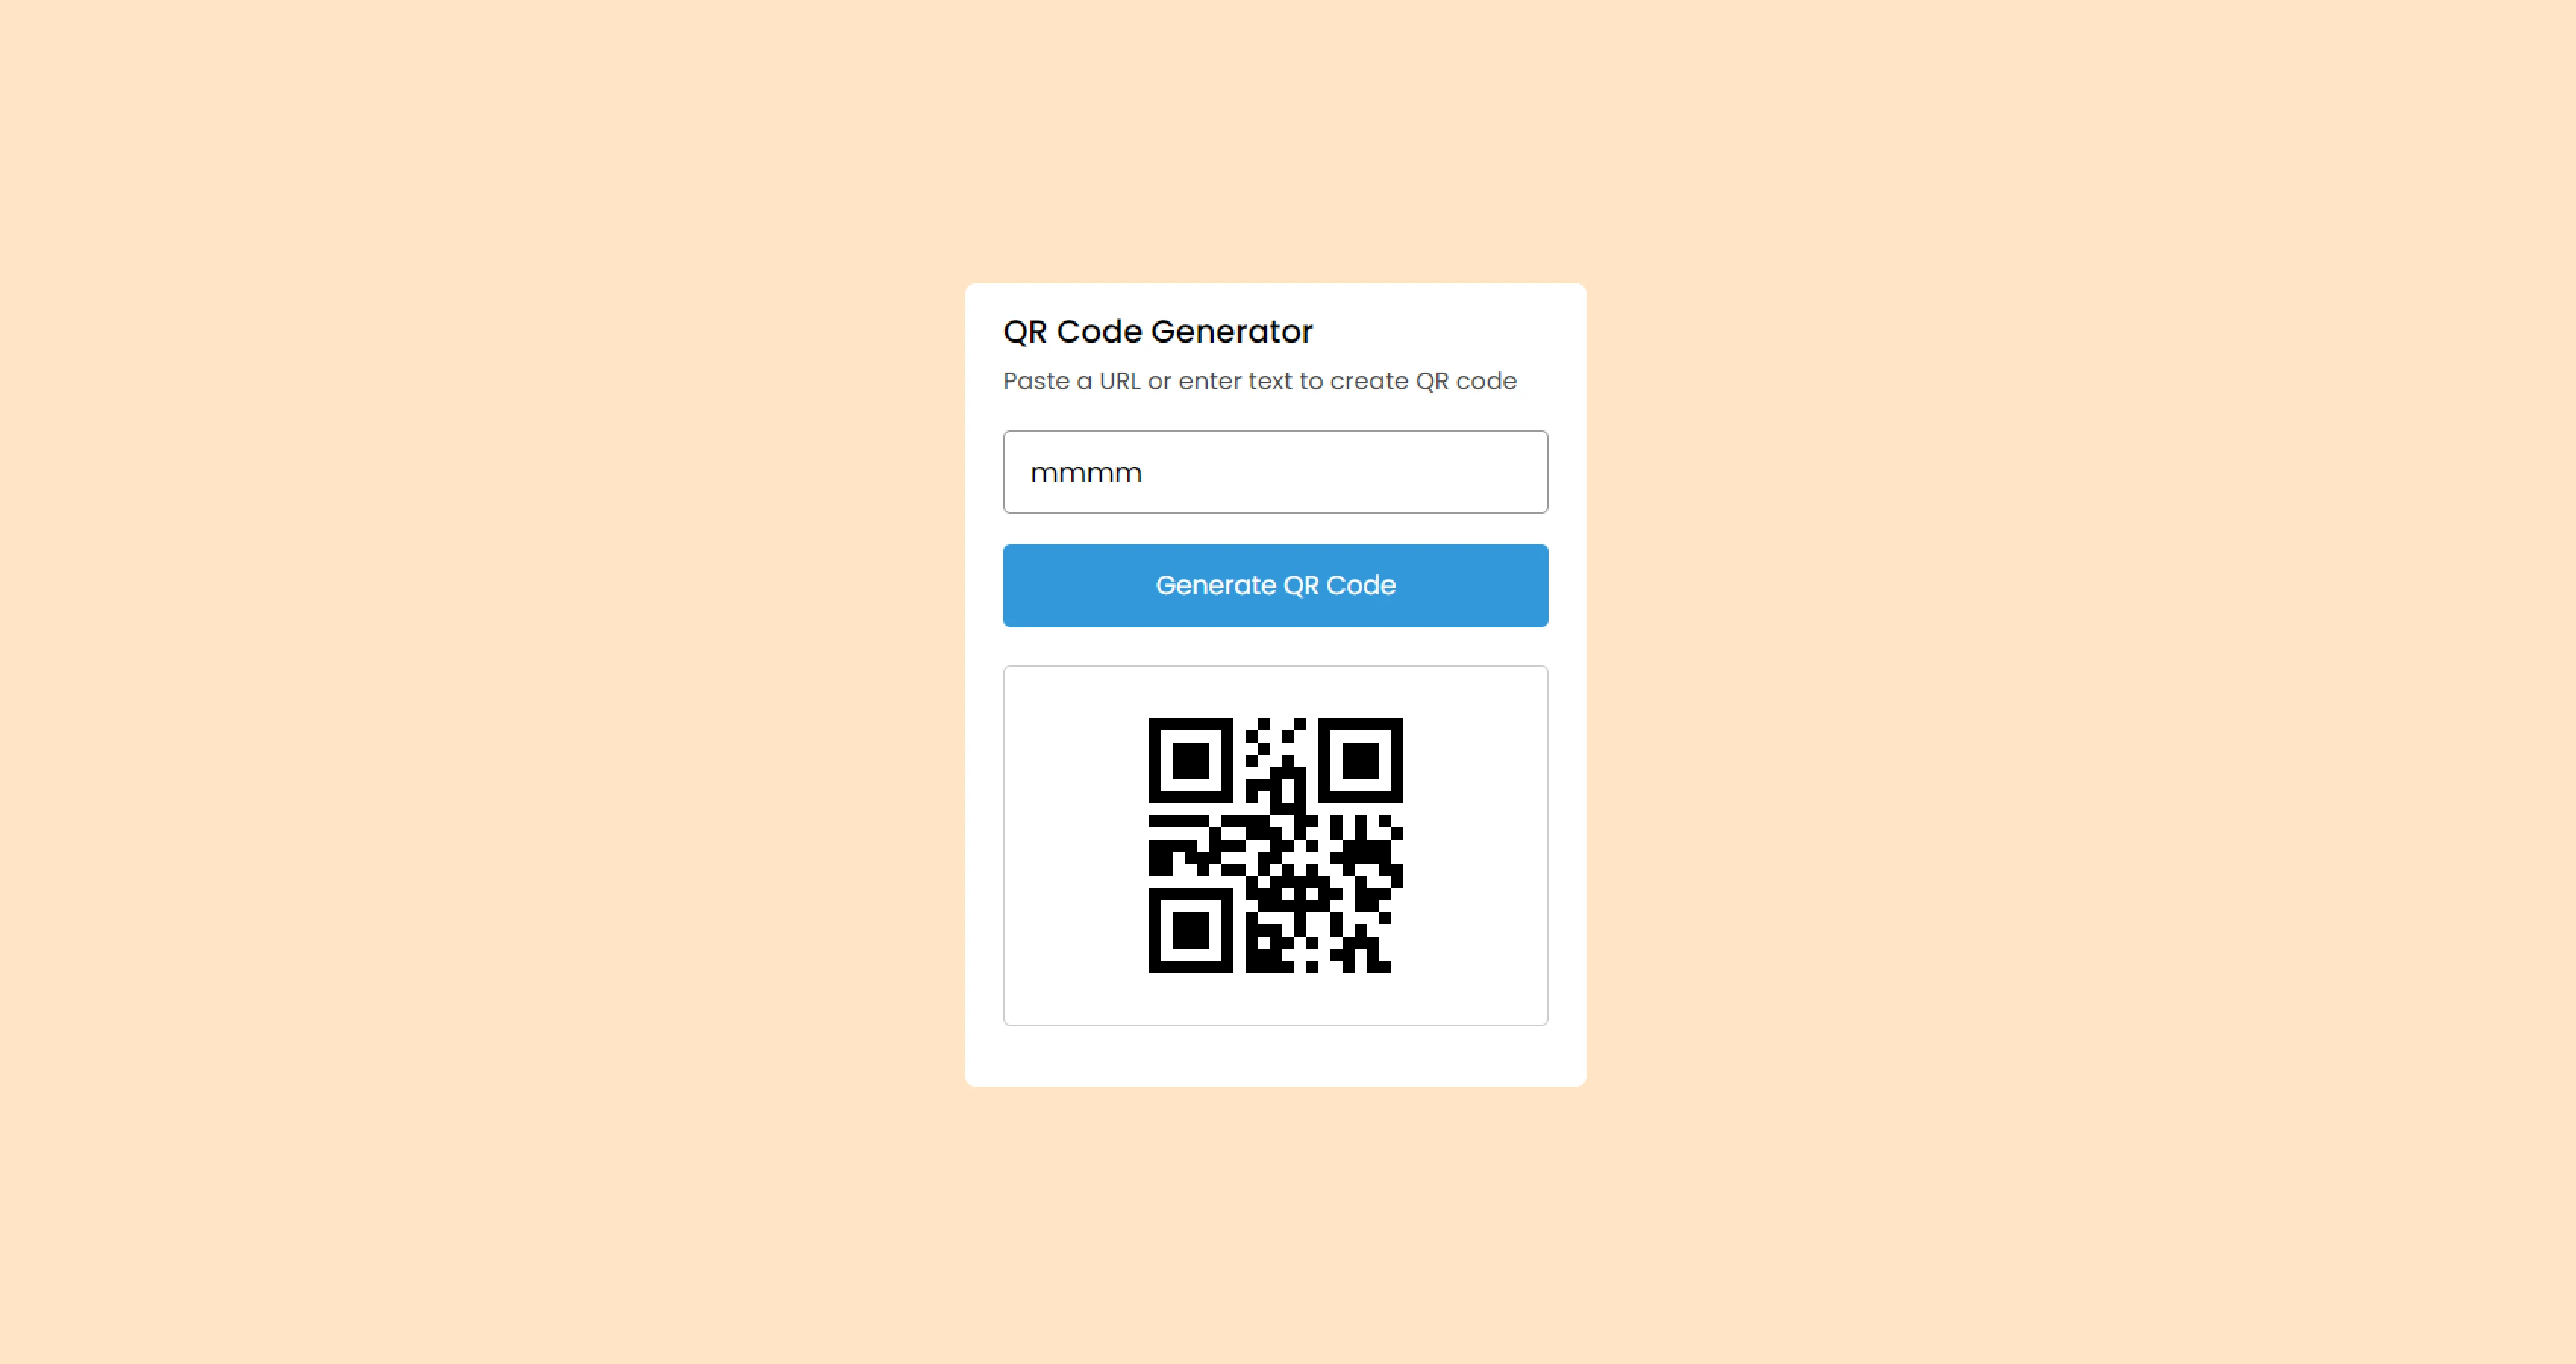 QR Code Generator
Paste a URL or enter text to create QR code
mmmm
Generate QR Code